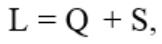 L = Q + S,